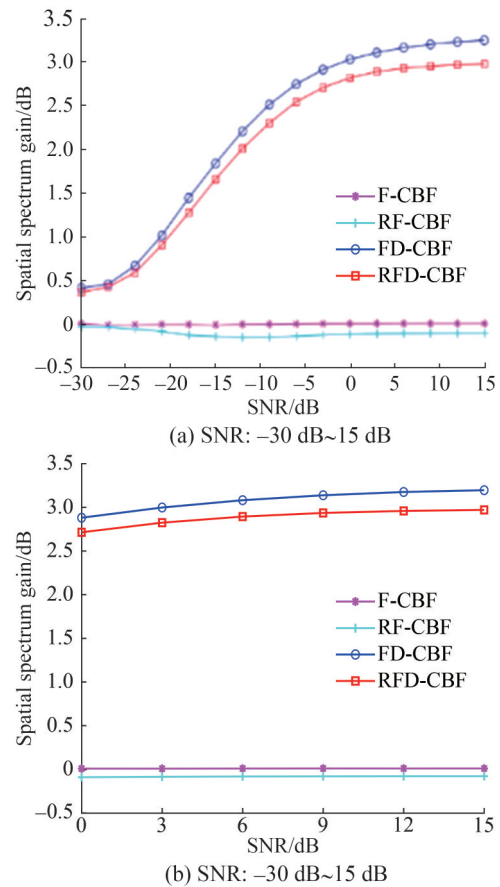 3.5
3.0
2.5
2.0
1.5
1.0
0.5
0
–0.5
Spatial spectrum gain/dB
F-CBF
RF-CBF
FD-CBF
RFD-CBF
–30 –25 –20 –15 –10 –5 0 5 10 15
SNR/dB
(a) SNR: –30 dB~15 dB
3.5
3.0
2.5
2.0
1.5
1.0
0.5
0
–0.5
Spatial spectrum gain/dB
F-CBF
RF-CBF
FD-CBF
RFD-CBF
0 3 6 9 12 15
SNR/dB
(b) SNR: –30 dB~15 dB